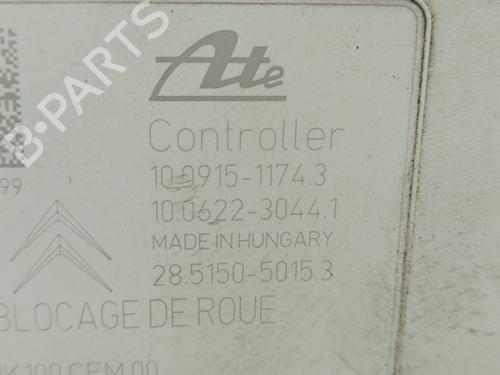 Ate
Controller
99
10.0915-1174.3
10.0622-3044.1
MADE IN HUNGARY
28.5150-5015.3
BLOCAGE DE ROUE
B-PARTS